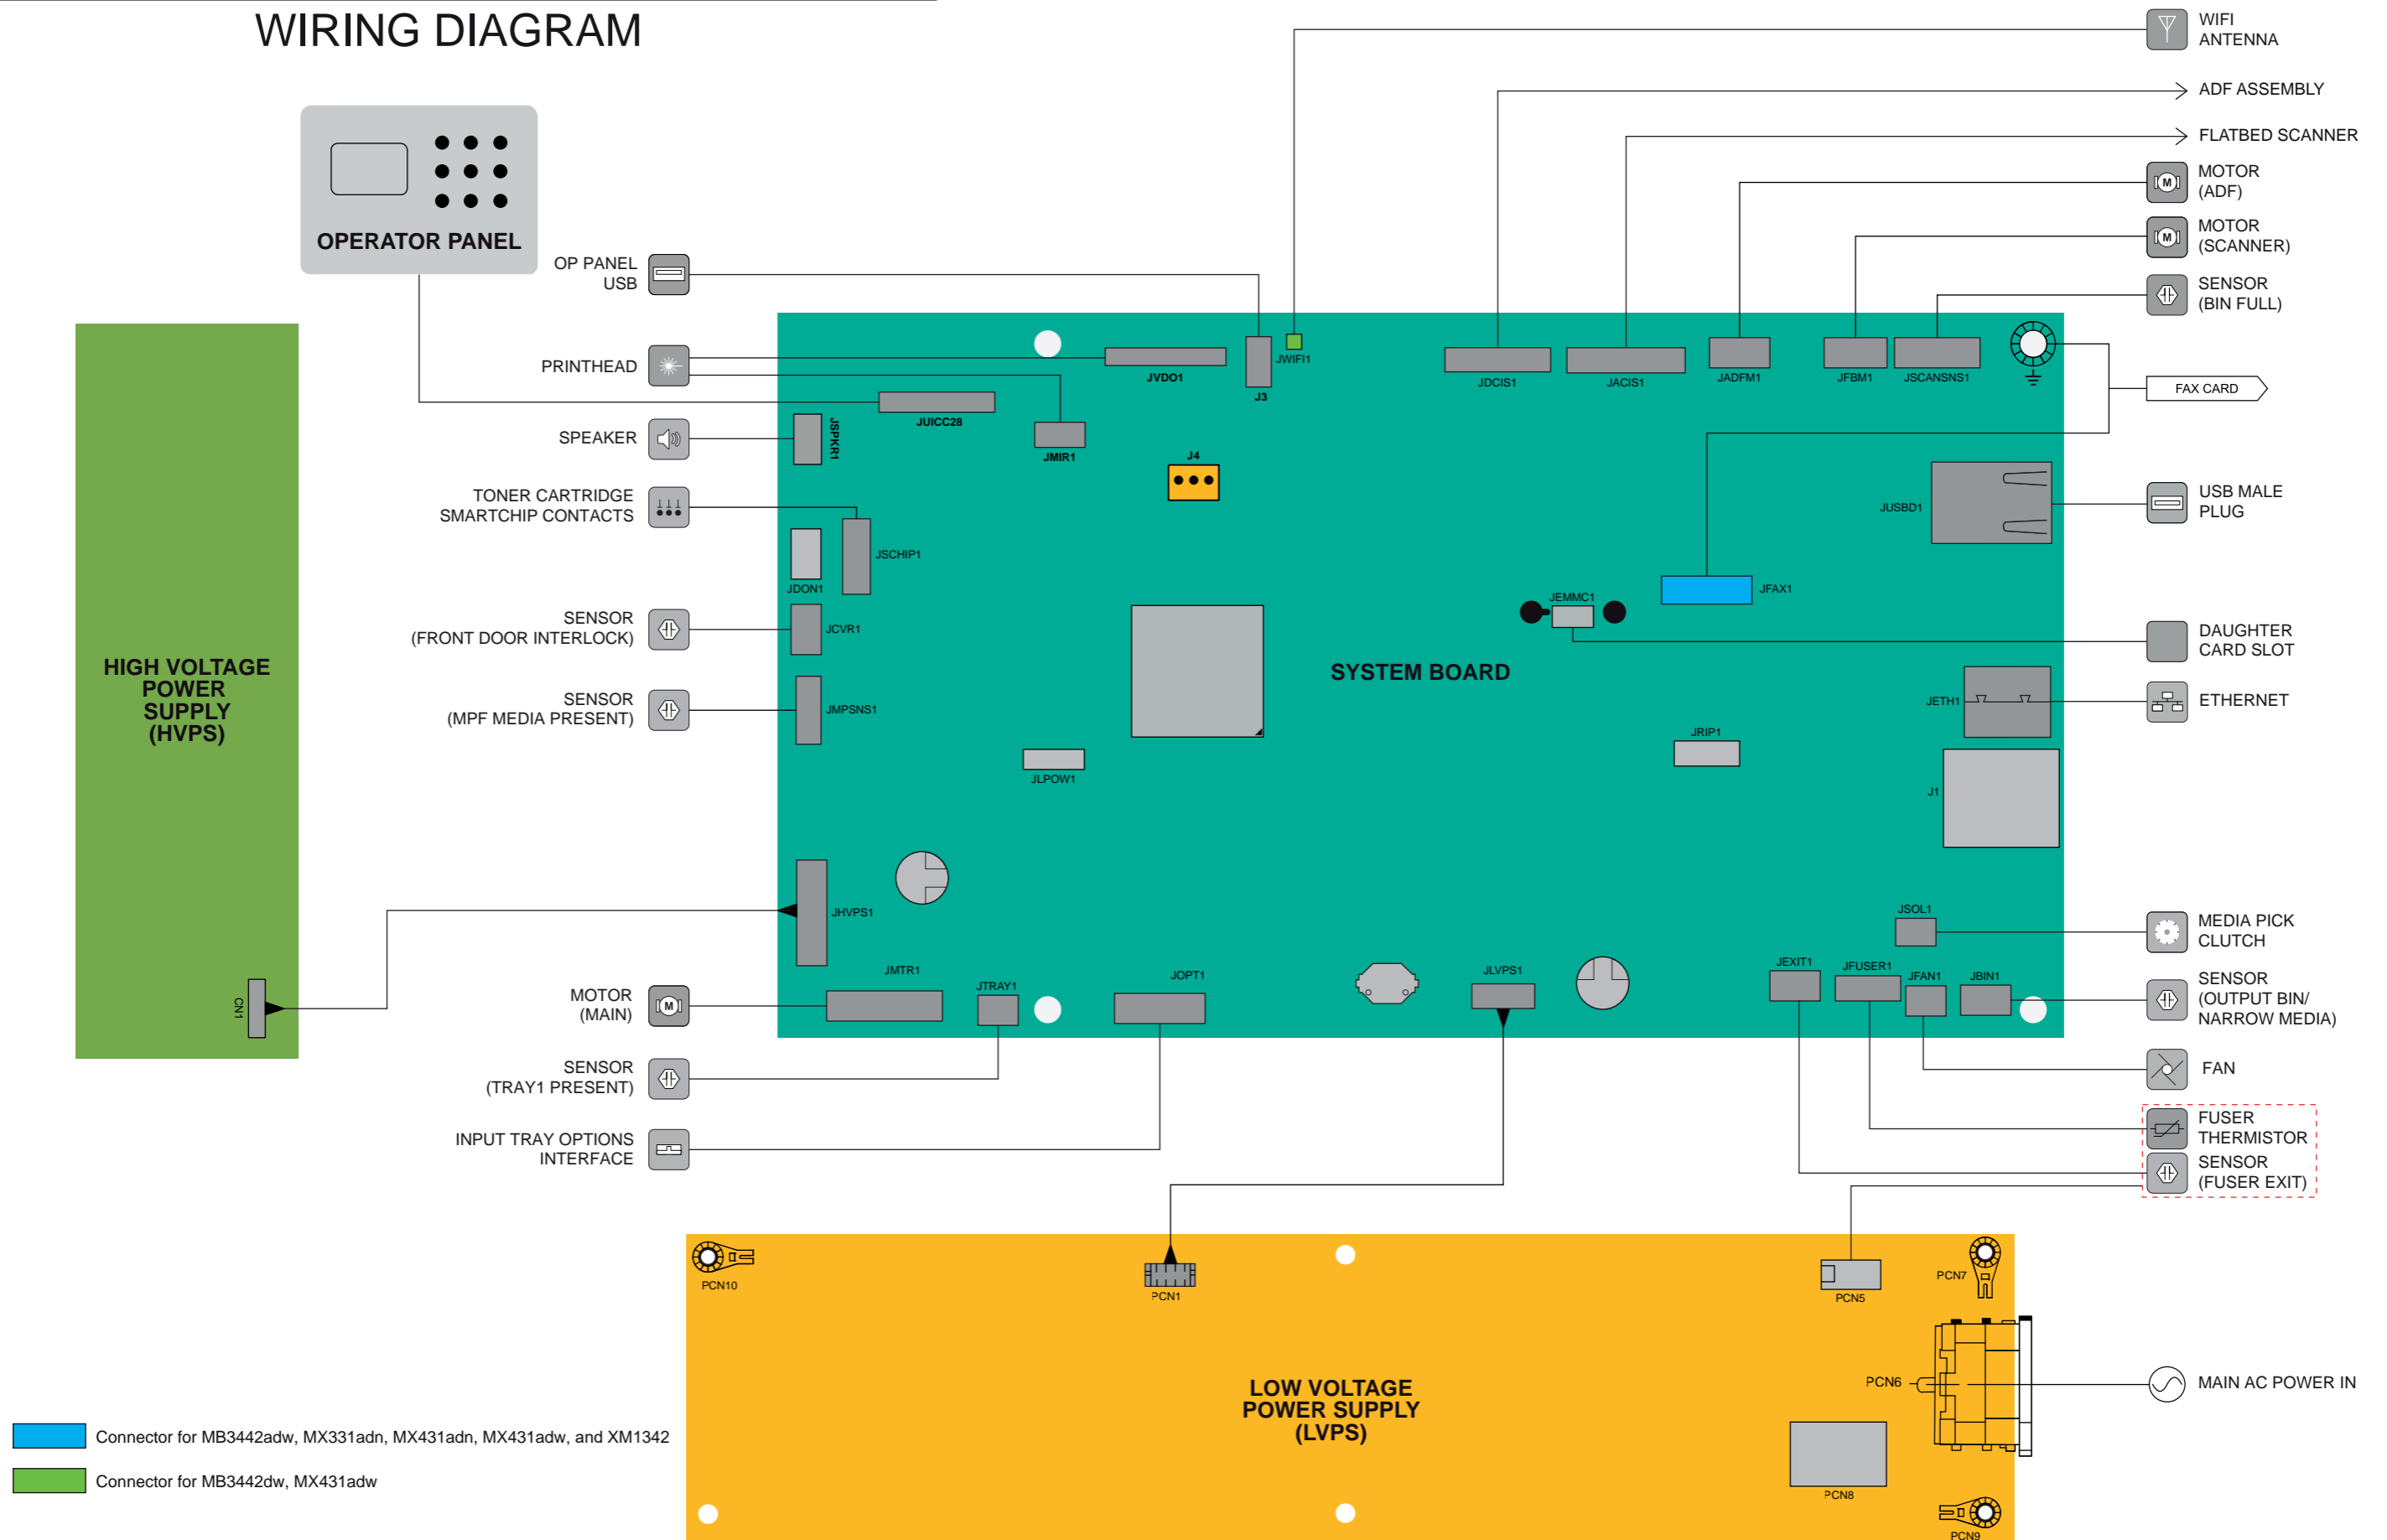 WIRING DIAGRAM
WIFI
ANTENNA
ADF ASSEMBLY
FLATBED SCANNER
MOTOR
(ADF)
MOTOR
(SCANNER)
SENSOR
(BIN FULL)
FAX CARD
USB MALE
PLUG
DAUGHTER
CARD SLOT
ETHERNET
MEDIA PICK
CLUTCH
SENSOR
(OUTPUT BIN/
NARROW MEDIA)
FAN
FUSER
THERMISTOR
SENSOR
(FUSER EXIT)
MAIN AC POWER IN
OPERATOR PANEL
OP PANEL
USB
PRINTHEAD
SPEAKER
TONER CARTRIDGE
SMARTCHIP CONTACTS
SENSOR
(FRONT DOOR INTERLOCK)
SENSOR
(MPF MEDIA PRESENT)
MOTOR
(MAIN)
SENSOR
(TRAY1 PRESENT)
INPUT TRAY OPTIONS
INTERFACE
M
M
M
HIGH VOLTAGE
POWER
SUPPLY
(HVPS)
CN1
SYSTEM BOARD
JVDO1
J3
JWIFI1
JDCIS1
JACIS1
JADFM1
JFBM1
JSCANSNS1
JUICC28
JSPKR1
JMIR1
J4
JUSBD1
JSCHIP1
JDON1
JEMMC1
JFAX1
JCVR1
JMPSNS1
JETH1
JLPOW1
JRIP1
J1
JHVPS1
JSOL1
JMTR1
JTRAY1
JOPT1
JLVPS1
JEXIT1
JFUSER1
JFAN1
JBIN1
PCN10
PCN1
PCN5
PCN7
PCN6
PCN8
PCN9
LOW VOLTAGE
POWER SUPPLY
(LVPS)
Connector for MB3442adw, MX331adn, MX431adn, MX431adw, and XM1342
Connector for MB3442dw, MX431adw